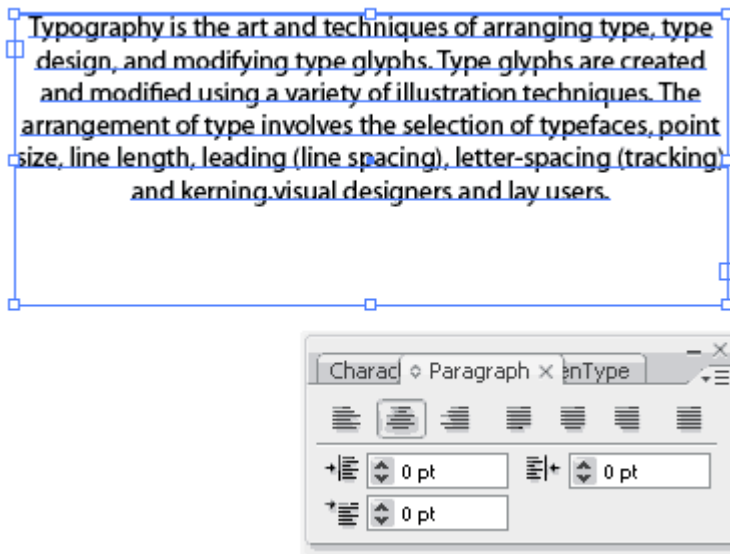 Typography is the art and techniques of arranging type, type
design, and modifying type glyphs. Type glyphs are created
and modified using a variety of illustration techniques. The
arrangement of type involves the selection of typefaces, point
size, line length, leading (line spacing), letter-spacing (tracking)
and kerning.visual designers and lay users.
Charac Paragraph × enType
0 pt 0 pt
0 pt